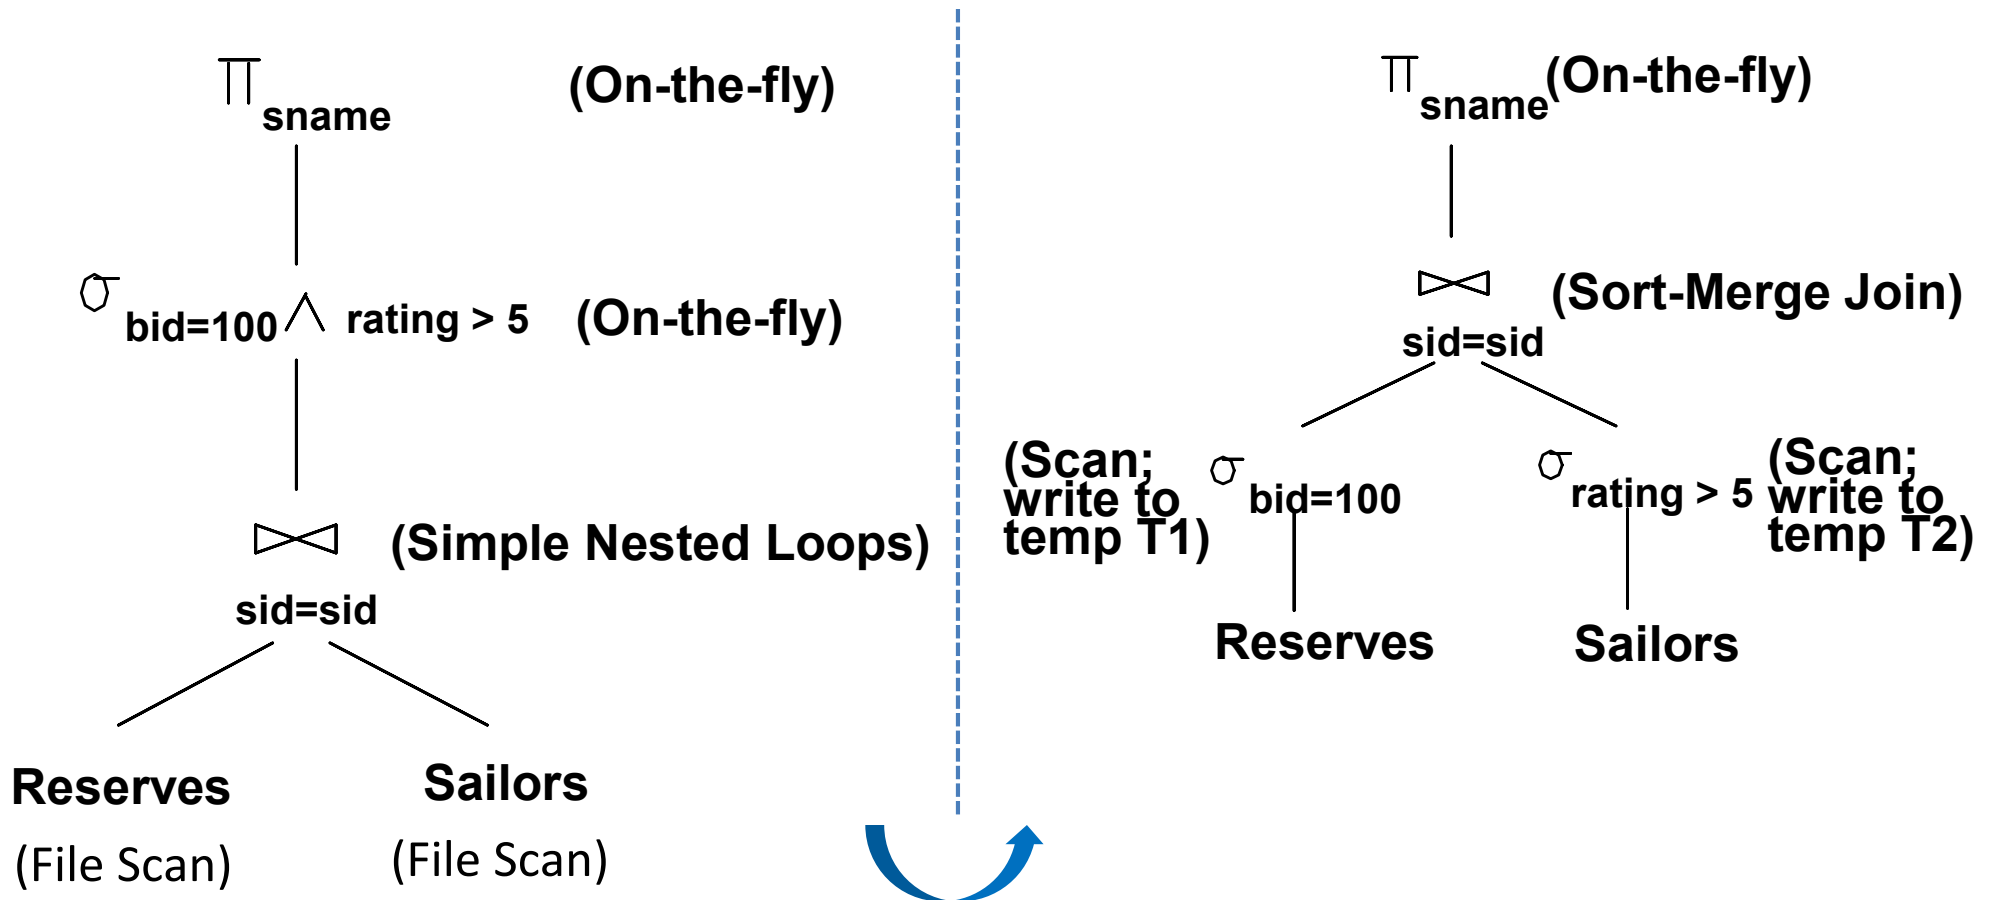 ∏ sname (On-the-fly)
σ bid=100 ∧ rating > 5 (On-the-fly)
⋈ (Simple Nested Loops)
sid=sid
Reserves Sailors
(File Scan) (File Scan)
∏ sname (On-the-fly)
⋈ (Sort-Merge Join)
sid=sid
(Scan;
write to
temp T1)
σ bid=100
σ rating > 5
(Scan;
write to
temp T2)
Reserves Sailors